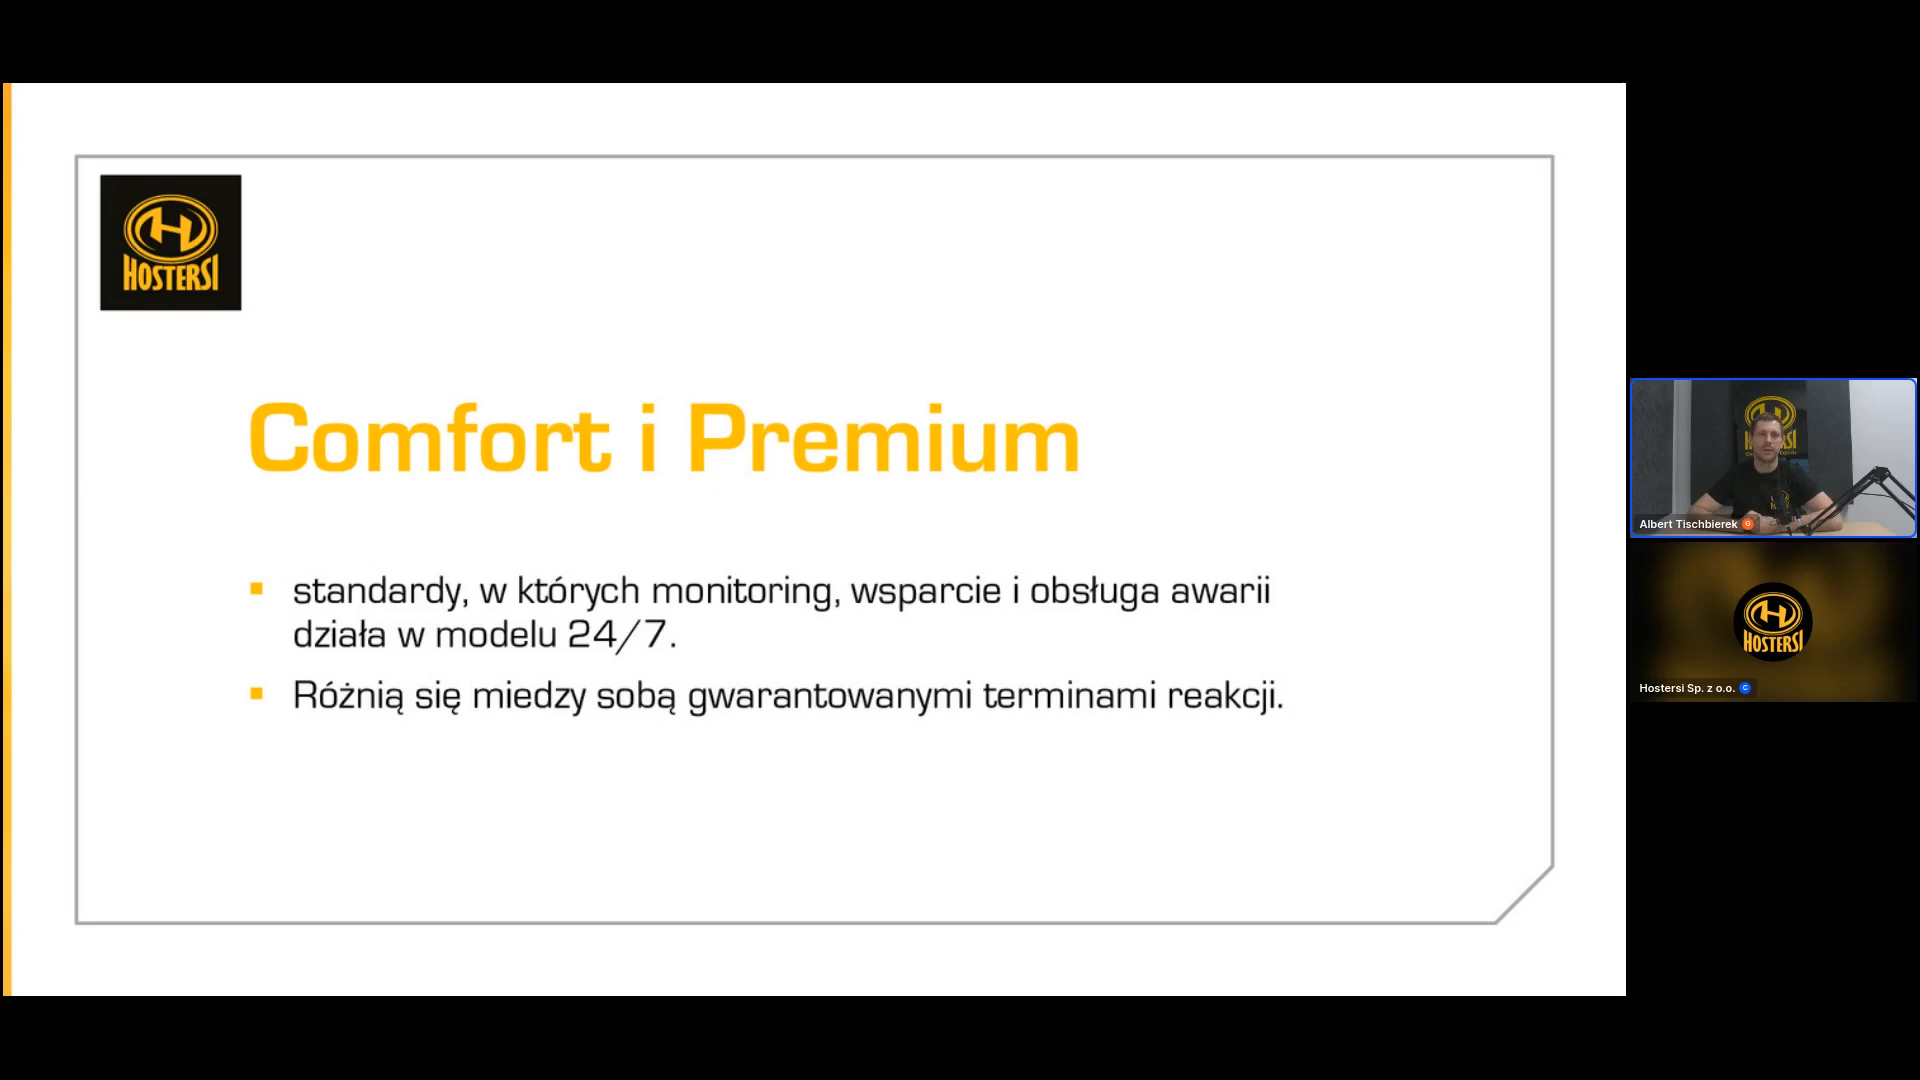 HOSTERSI
Comfort i Premium
standardy, w których monitoring, wsparcie i obsługa awarii
działa w modelu 24/7.
Różnią się miedzy sobą gwarantowanymi terminami reakcji.
Albert Tischbierek
HOSTERSI
Hostersi Sp. z o.o.